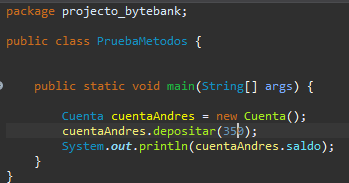 package projecto_bytebank;
public class PruebaMetodos {
public static void main(String[] args) {
Cuenta cuentaAndres = new Cuenta();
cuentaAndres.depositar(350);
System.out.println(cuentaAndres.saldo);
}
}